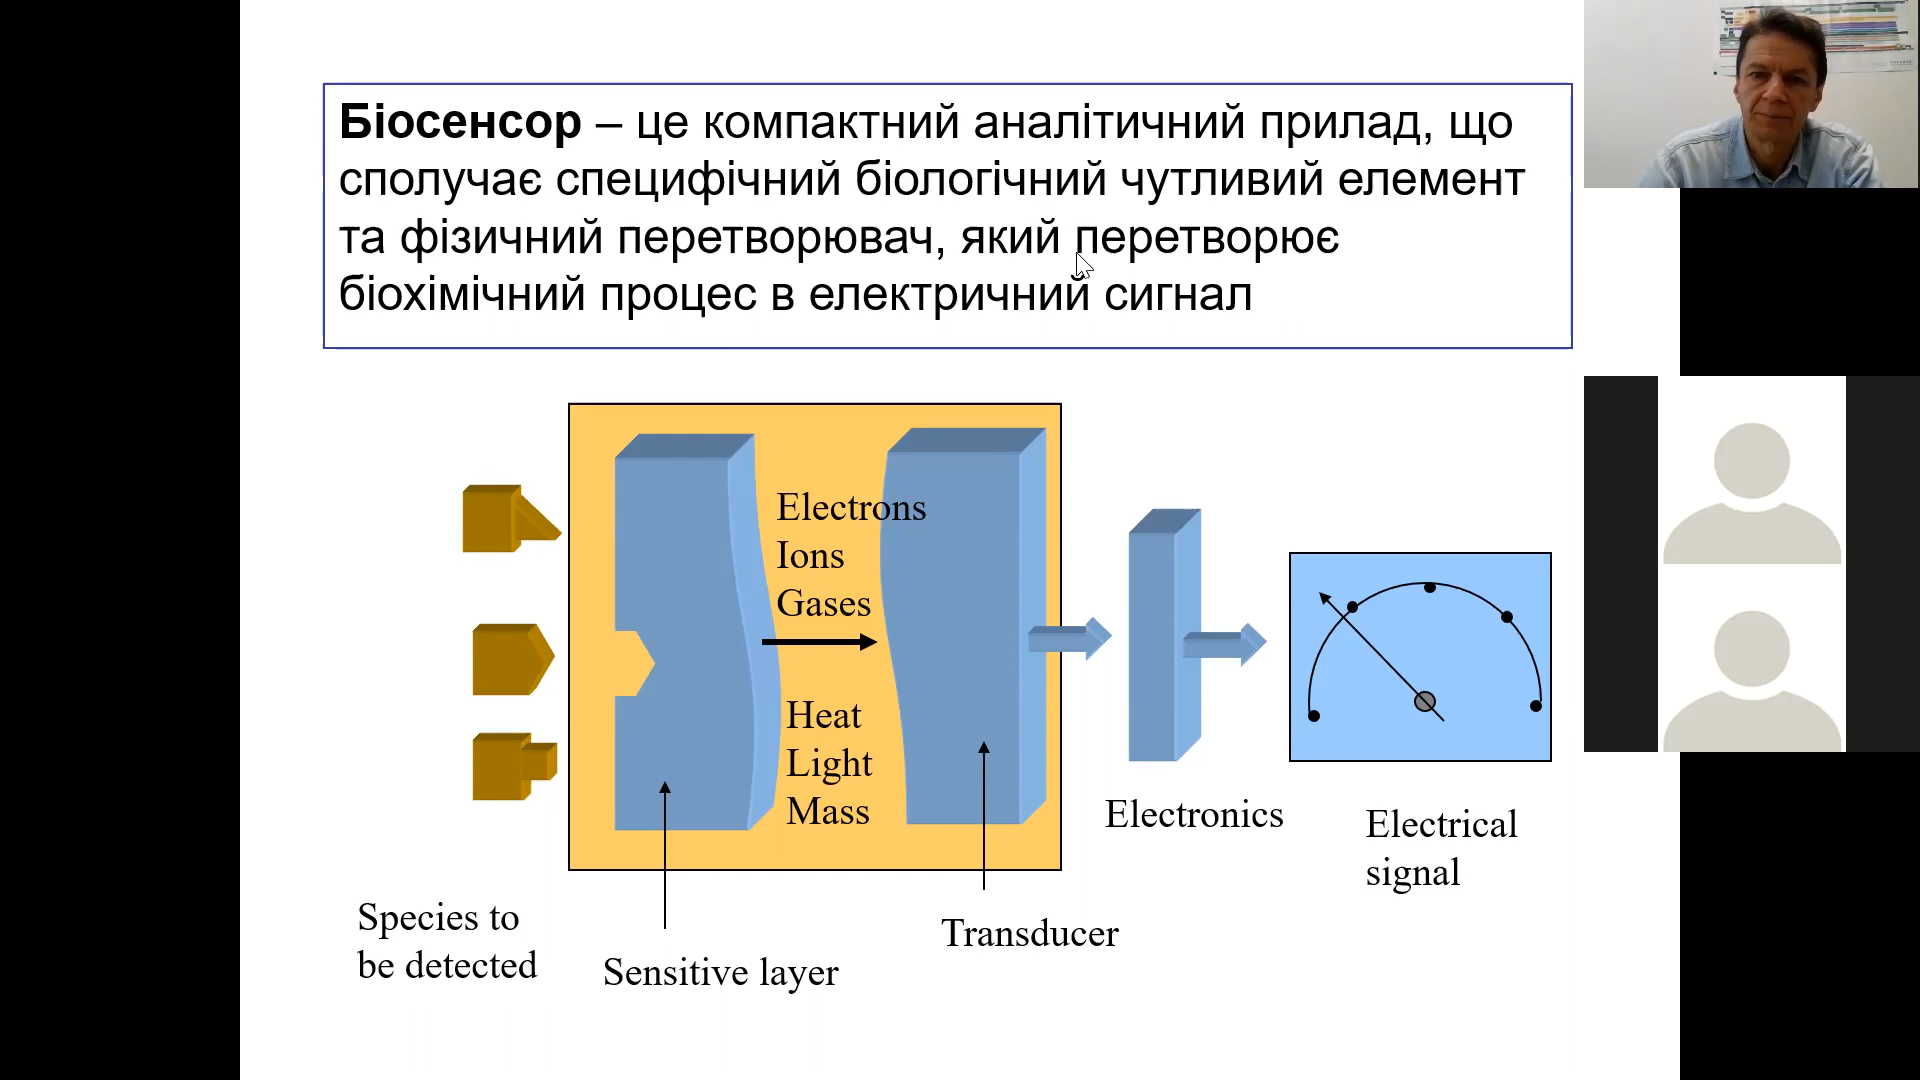 Біосенсор – це компактний аналітичний прилад, що
сполучає специфічний біологічний чутливий елемент
та фізичний перетворювач, який перетворює
біохімічний процес в електричний сигнал
Electrons
Ions
Gases
Heat
Light
Mass
Electronics
Electrical
signal
Species to
be detected
Sensitive layer
Transducer